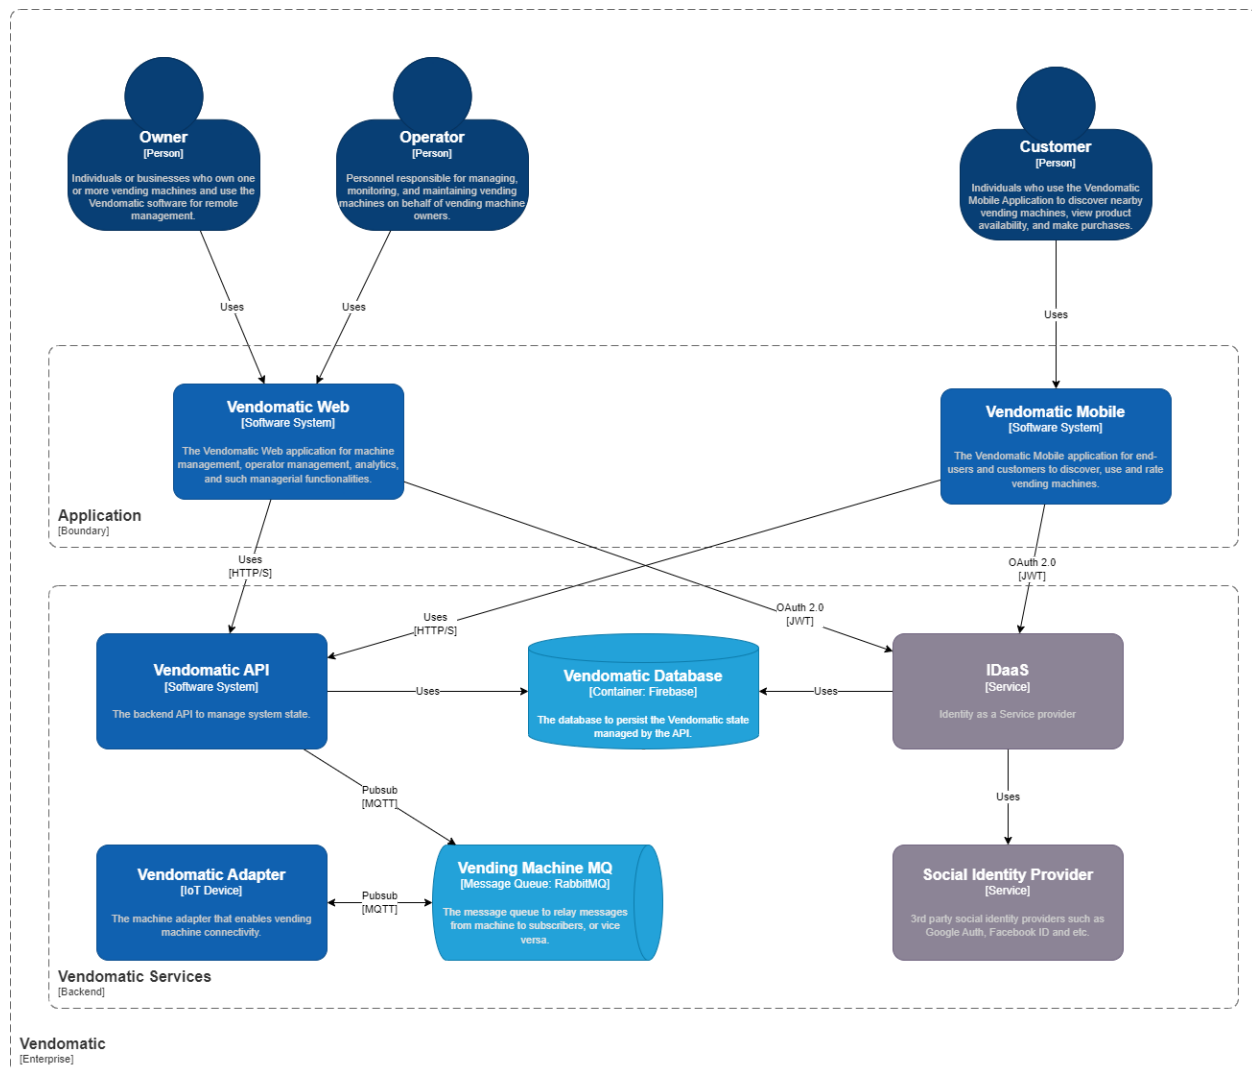 Owner
[Person]
Individuals or businesses who own one
or more vending machines and use the
Vendomatic software for remote
management.
Operator
[Person]
Personnel responsible for managing,
monitoring, and maintaining vending
machines on behalf of vending machine
owners.
Customer
[Person]
Individuals who use the Vendomatic
Mobile Application to discover nearby
vending machines, view product
availability, and make purchases.
Uses
Uses
Uses
Vendomatic Web
[Software System]
The Vendomatic Web application for machine
management, operator management, analytics,
and such managerial functionalities.
Vendomatic Mobile
[Software System]
The Vendomatic Mobile application for end-
users and customers to discover, use and rate
vending machines.
Application
[Boundary]
Uses
[HTTP/S]
OAuth 2.0
[JWT]
Uses
[HTTP/S]
OAuth 2.0
[JWT]
Vendomatic API
[Software System]
The backend API to manage system state.
Uses
Vendomatic Database
[Container: Firebase]
The database to persist the Vendomatic state
managed by the API.
Uses
IDaaS
[Service]
Identity as a Service provider
Pubsub
[MQTT]
Uses
Vendomatic Adapter
[IoT Device]
The machine adapter that enables vending
machine connectivity.
Pubsub
[MQTT]
Vending Machine MQ
[Message Queue: RabbitMQ]
The message queue to relay messages
from machine to subscribers, or vice
versa.
Social Identity Provider
[Service]
3rd party social identity providers such as
Google Auth, Facebook ID and etc.
Vendomatic Services
[Backend]
Vendomatic
[Enterprise]